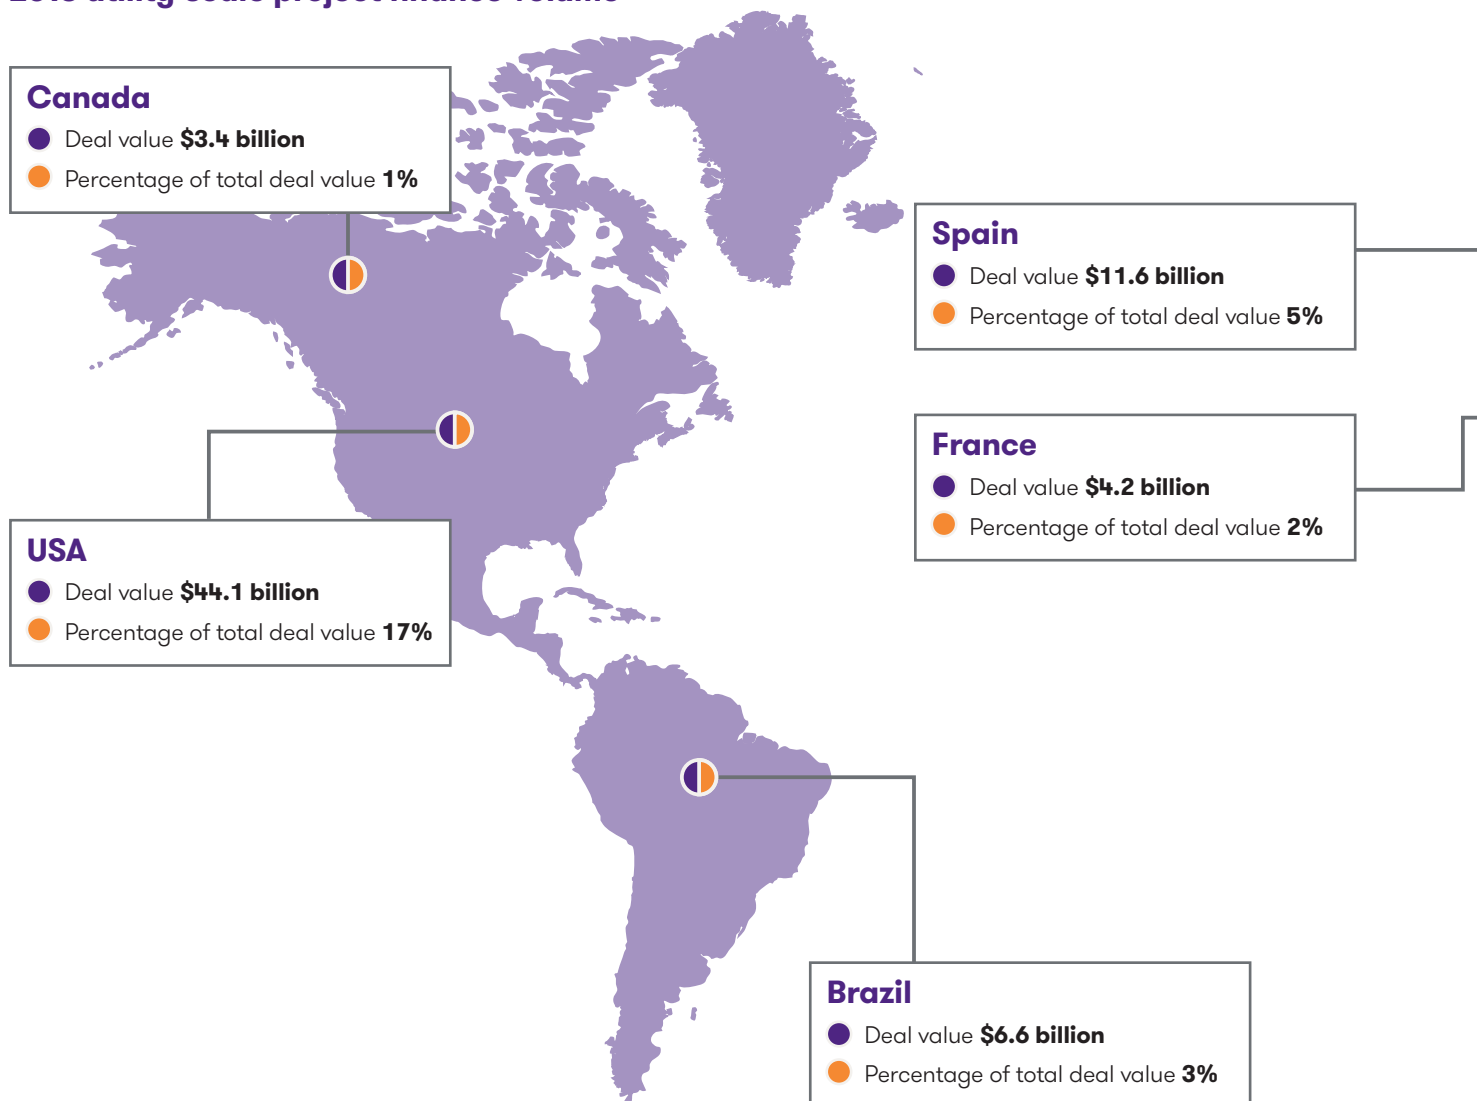 project finance volume
Canada
Deal value $3.4 billion
Percentage of total deal value 1%
Spain
Deal value $11.6 billion
Percentage of total deal value 5%
France
Deal value $4.2 billion
Percentage of total deal value 2%
USA
Deal value $44.1 billion
Percentage of total deal value 17%
Brazil
Deal value $6.6 billion
Percentage of total deal value 3%